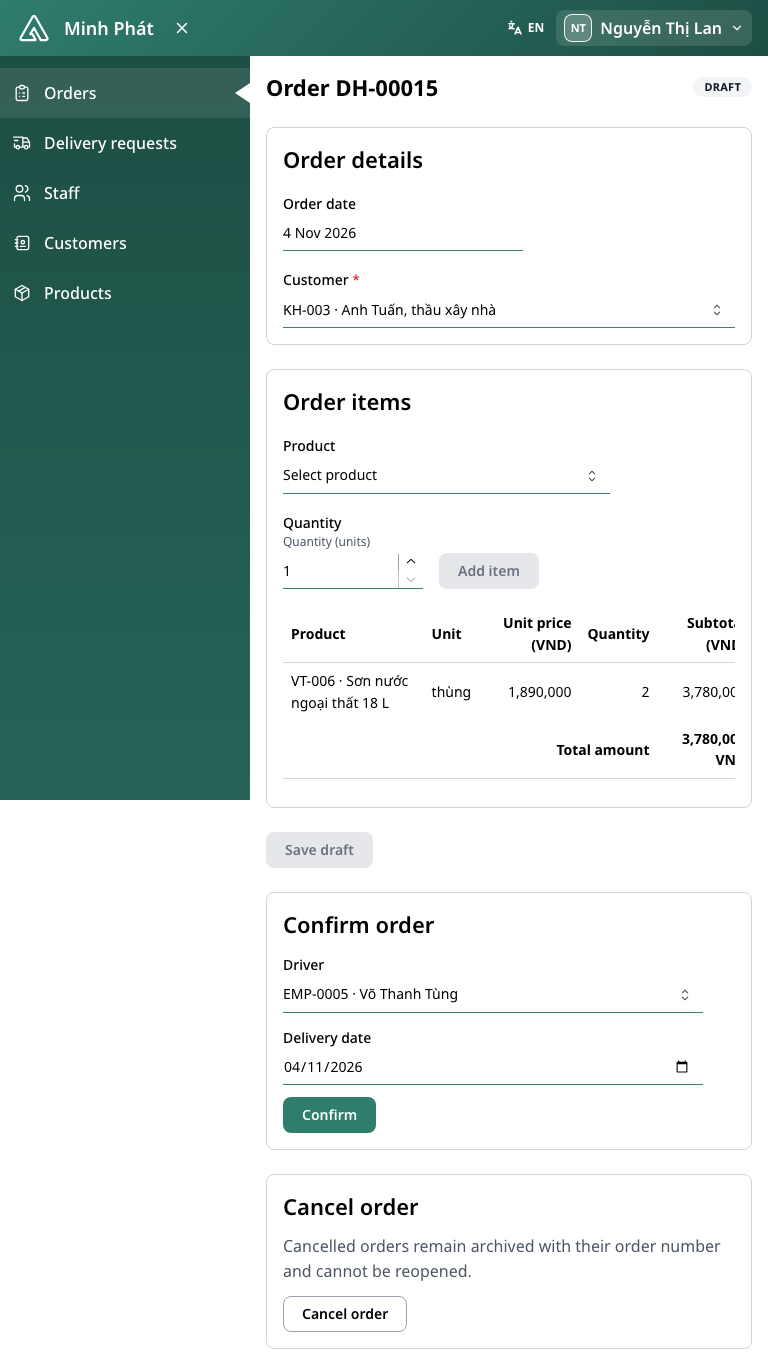 Minh Phát
EN
NT
Nguyễn Thị Lan
Orders
Delivery requests
Staff
Customers
Products
Order DH-00015
DRAFT
Order details
Order date
4 Nov 2026
Customer *
KH-003 · Anh Tuấn, thầu xây nhà
Order items
Product
Select product
Quantity
Quantity (units)
1
Add item
Product Unit Unit price (VND) Quantity
VT-006 · Sơn nước
ngoại thất 18 L
thùng 1,890,000 2
Total amount
Save draft
Confirm order
Driver
EMP-0005 · Võ Thanh Tùng
Delivery date
04/11/2026
Confirm
Cancel order
Cancelled orders remain archived with their order number
and cannot be reopened.
Cancel order